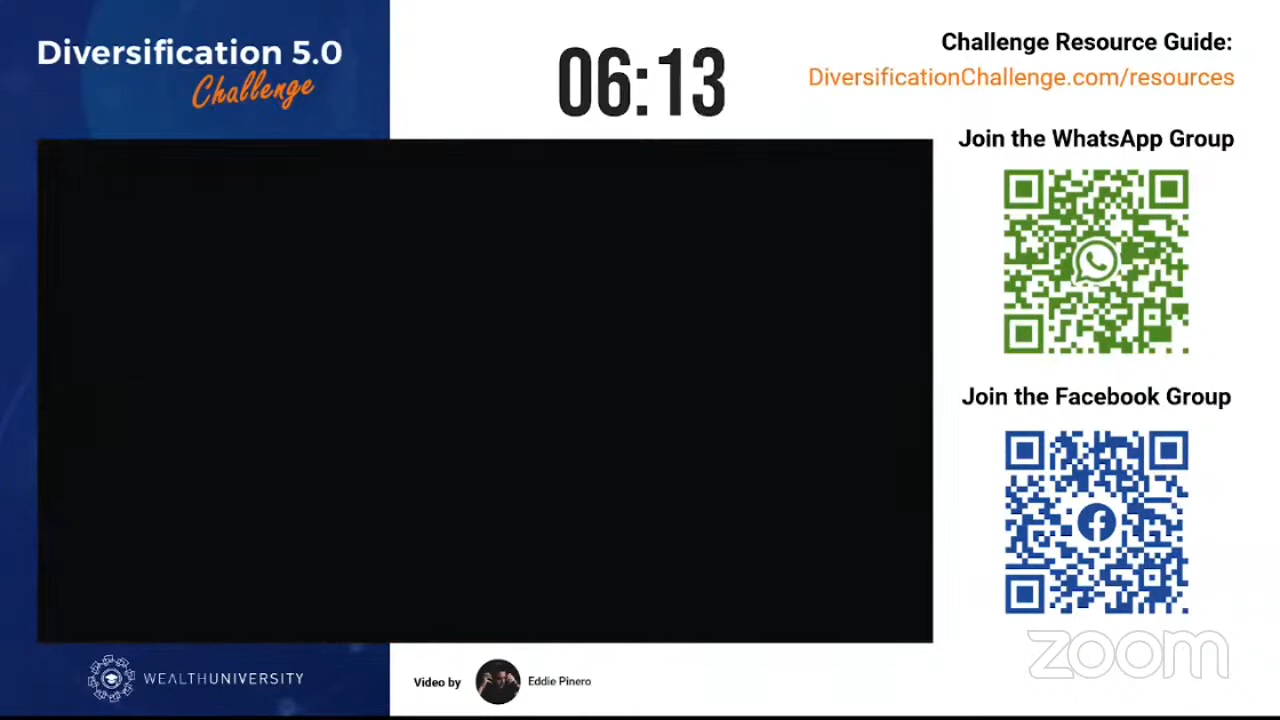 Diversification 5.0
Challenge
06:13
Challenge Resource Guide:
DiversificationChallenge.com/resources
Join the WhatsApp Group
Join the Facebook Group
WEALTHUNIVERSITY
Video by
Eddie Pinero
zoom